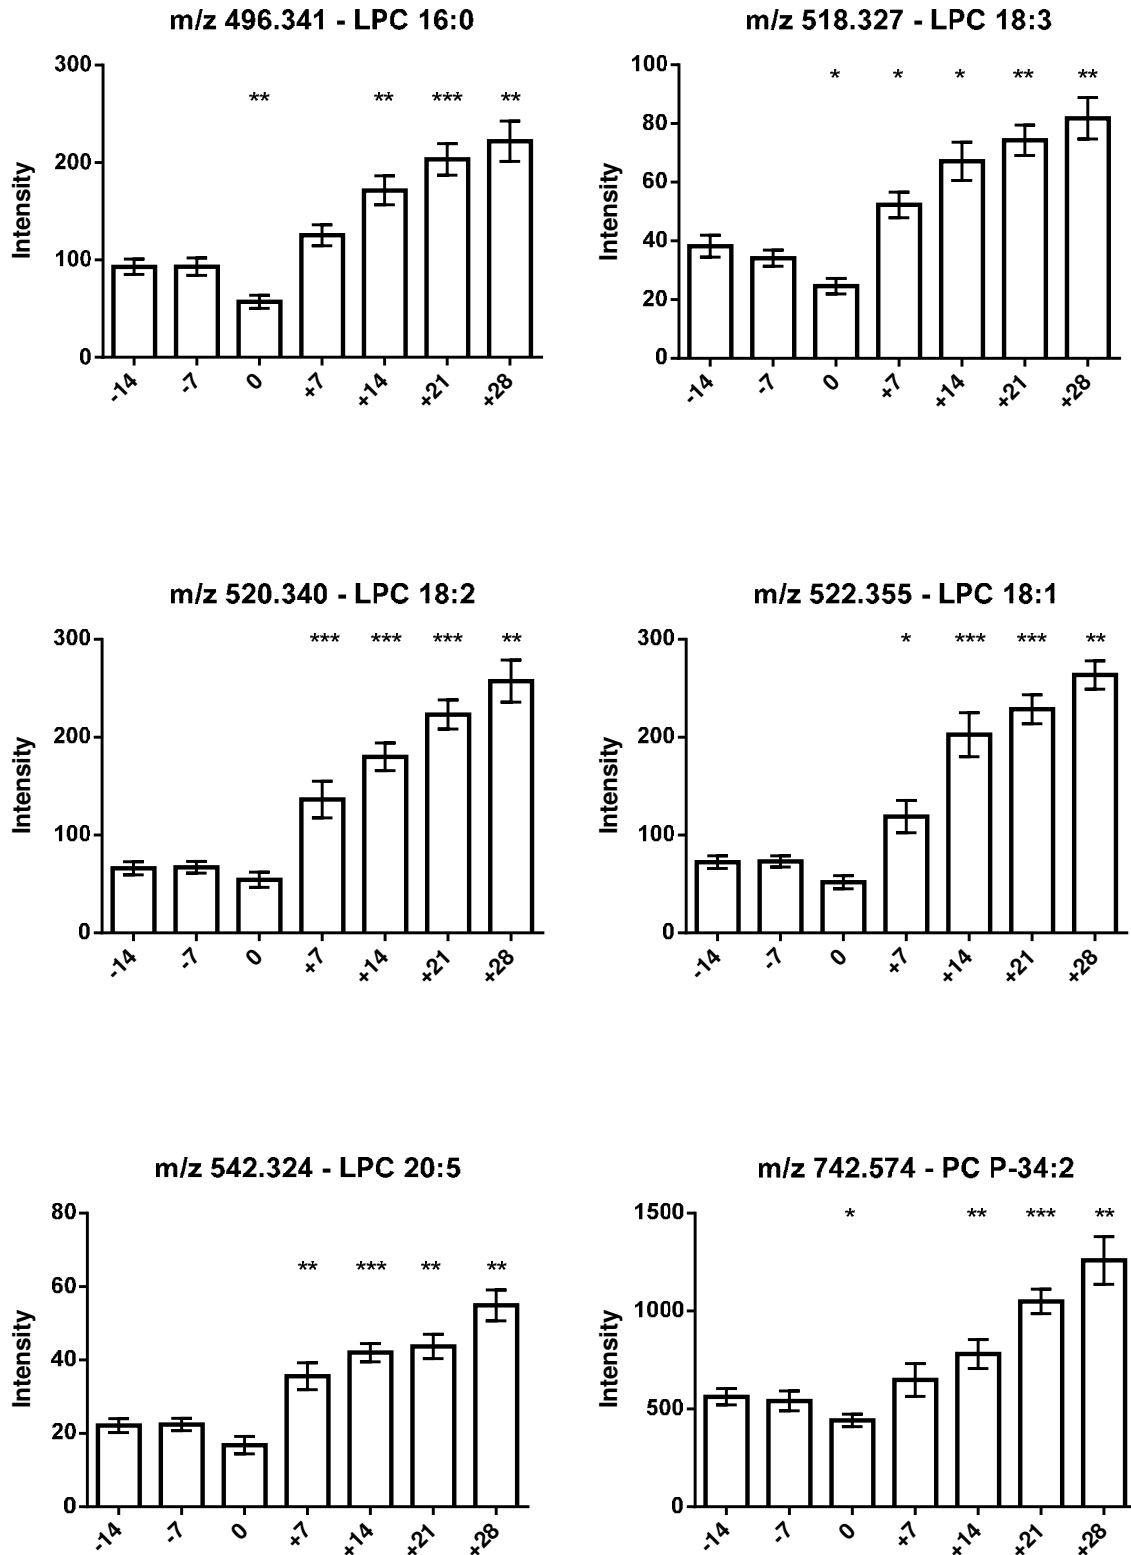 m/z 496.341 - LPC 16:0
300
200
100
0
Intensity
** ** *** **
-14 -7 0 +7 +14 +21 +28
m/z 518.327 - LPC 18:3
100
80
60
40
20
0
Intensity
* * * ** **
-14 -7 0 +7 +14 +21 +28
m/z 520.340 - LPC 18:2
300
200
100
0
Intensity
*** *** *** **
-14 -7 0 +7 +14 +21 +28
m/z 522.355 - LPC 18:1
300
200
100
0
Intensity
* *** *** **
-14 -7 0 +7 +14 +21 +28
m/z 542.324 - LPC 20:5
80
60
40
20
0
Intensity
** *** ** **
-14 -7 0 +7 +14 +21 +28
m/z 742.574 - PC P-34:2
1500
1000
500
0
Intensity
* ** *** **
-14 -7 0 +7 +14 +21 +28